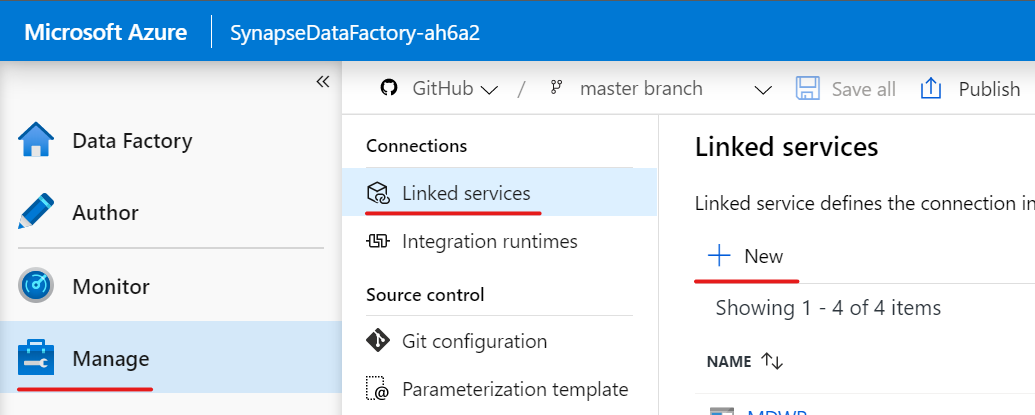 Microsoft Azure
SynapseDataFactory-ah6a2
Data Factory
Author
Monitor
Manage
GitHub / master branch Save all Publish
Connections
Linked services
Integration runtimes
Source control
Git configuration
Parameterization template
Linked services
Linked service defines the connection in
New
Showing 1 - 4 of 4 items
NAME